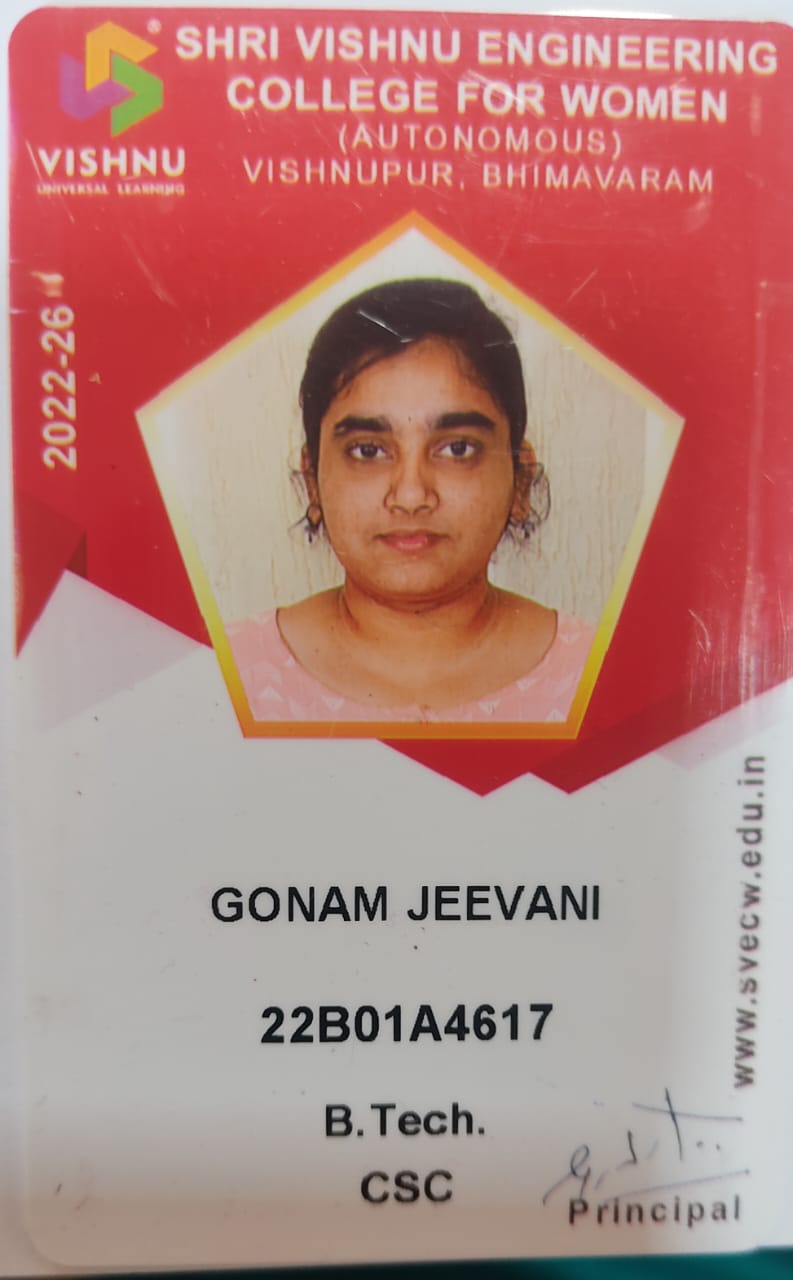 VISHNU
UNIVERSAL LEARNING
SHRI VISHNU ENGINEERING
COLLEGE FOR WOMEN
(AUTONOMOUS)
VISHNUPUR, BHIMAVARAM
2022-26
GONAM JEEVANI
22B01A4617
B.Tech.
CSC
www.svecw.edu.in
Principal